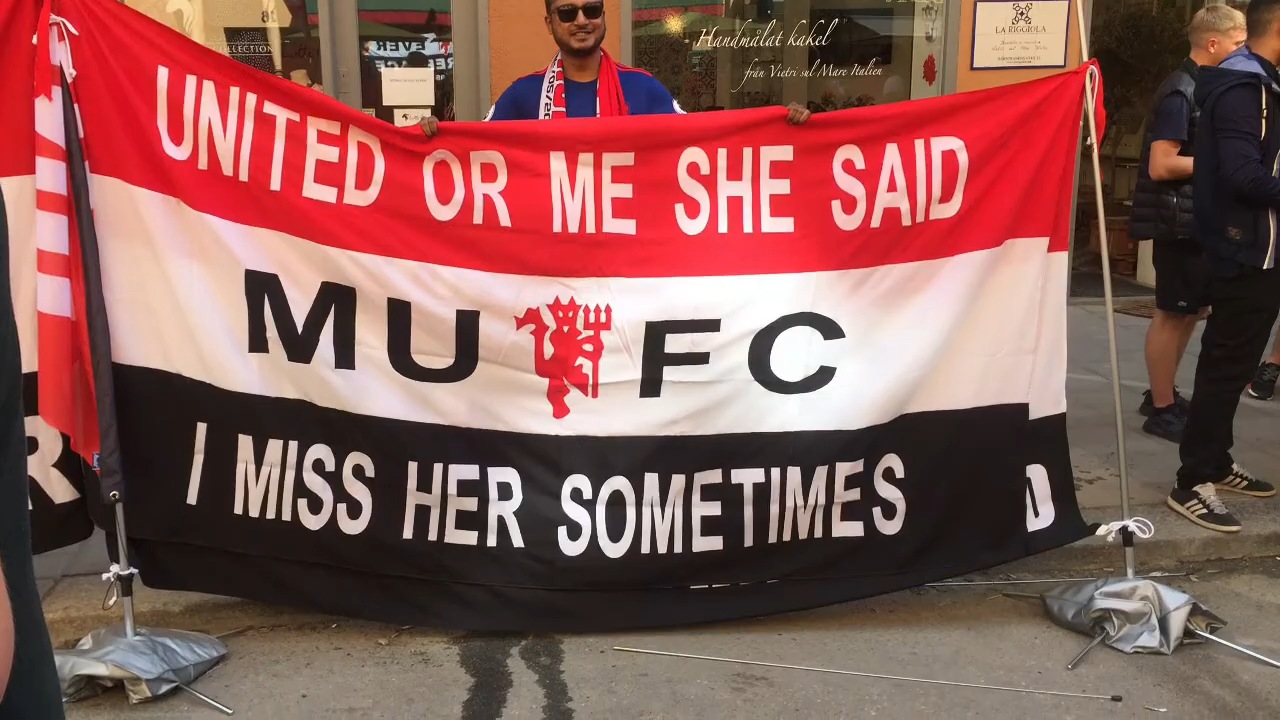 COLLECTION
Handmålat kakel
från Vietri sul Mare Italien
LA RIGGIOLA
UNITED OR ME SHE SAID
MU FC
I MISS HER SOMETIMES
R
D